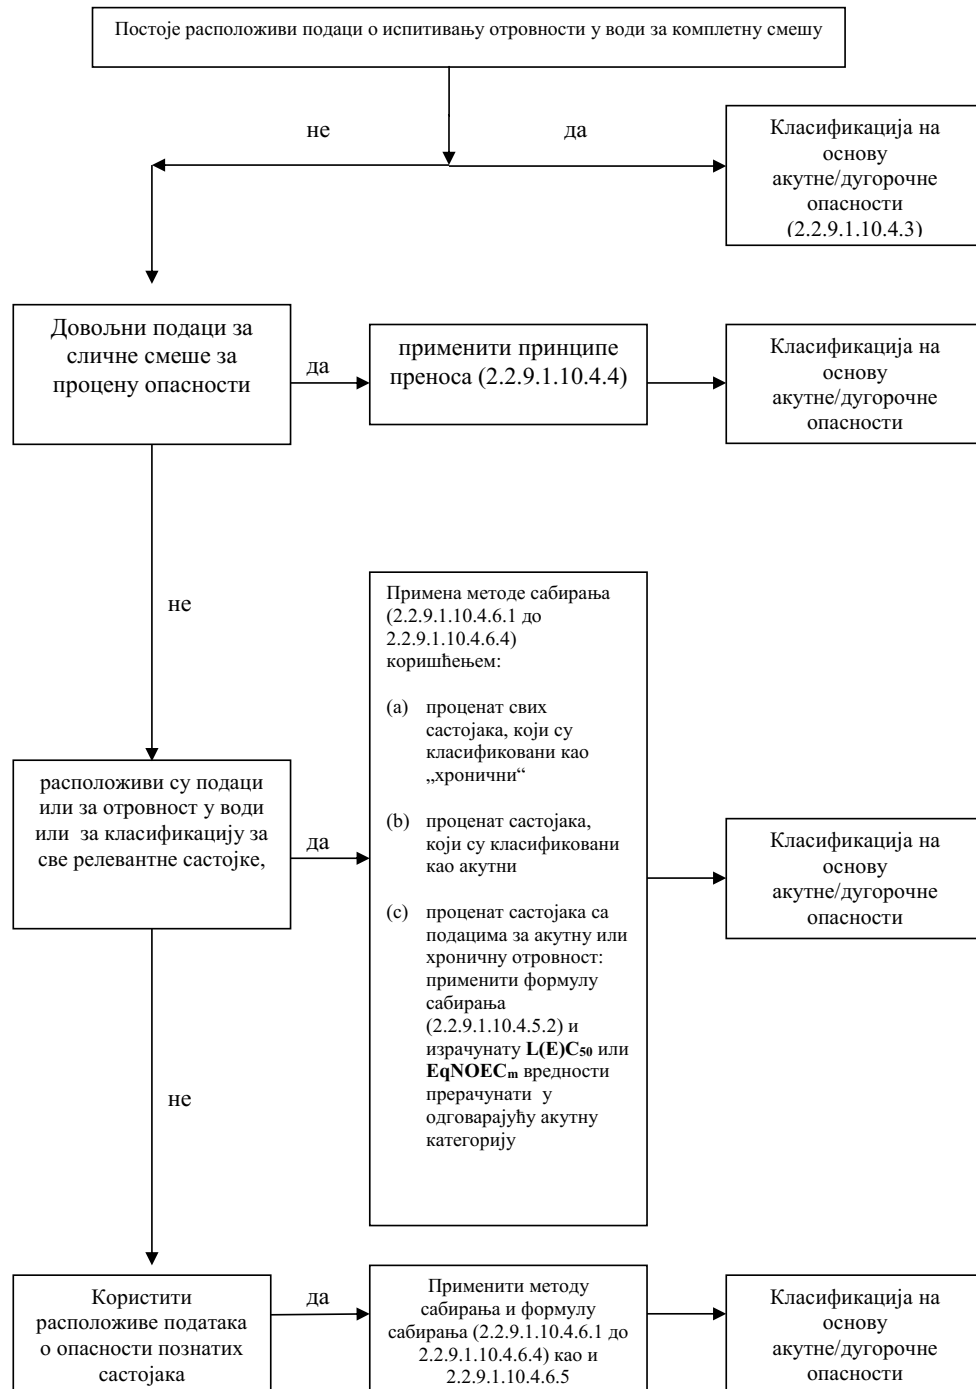 Постоје расположиви подаци о испитивању отровности у води за комплетну смешу
не
да
Класификација на
основу
акутне/дугорочне
опасности
(2.2.9.1.10.4.3)
Довољни подаци за
сличне смеше за
процену опасности
да
применити принципе
преноса (2.2.9.1.10.4.4)
Класификација на
основу
акутне/дугорочне
опасности
не
Примена методе сабирања
(2.2.9.1.10.4.6.1 до
2.2.9.1.10.4.6.4)
коришћењем:
(a) проценат свих
састојака, који су
класификовани као
„хронични“
(b) проценат састојака,
који су класификовани
као акутни
(c) проценат састојака са
подацима за акутну или
хроничну отровност:
применити формулу
сабирања
(2.2.9.1.10.4.5.2) и
израчунату L(E)C₅₀ или
EqNOECₘ вредности
прерачунати у
одговарајућу акутну
категорију
расположиви су подаци
или за отровност у води
или за класификацију за
све релевантне састојке,
да
Класификација на
основу
акутне/дугорочне
опасности
не
Користити
расположиве података
о опасности познатих
састојака
да
Применити методу
сабирања и формулу
сабирања (2.2.9.1.10.4.6.1 до
2.2.9.1.10.4.6.4) као и
2.2.9.1.10.4.6.5
Класификација на
основу
акутне/дугорочне
опасности